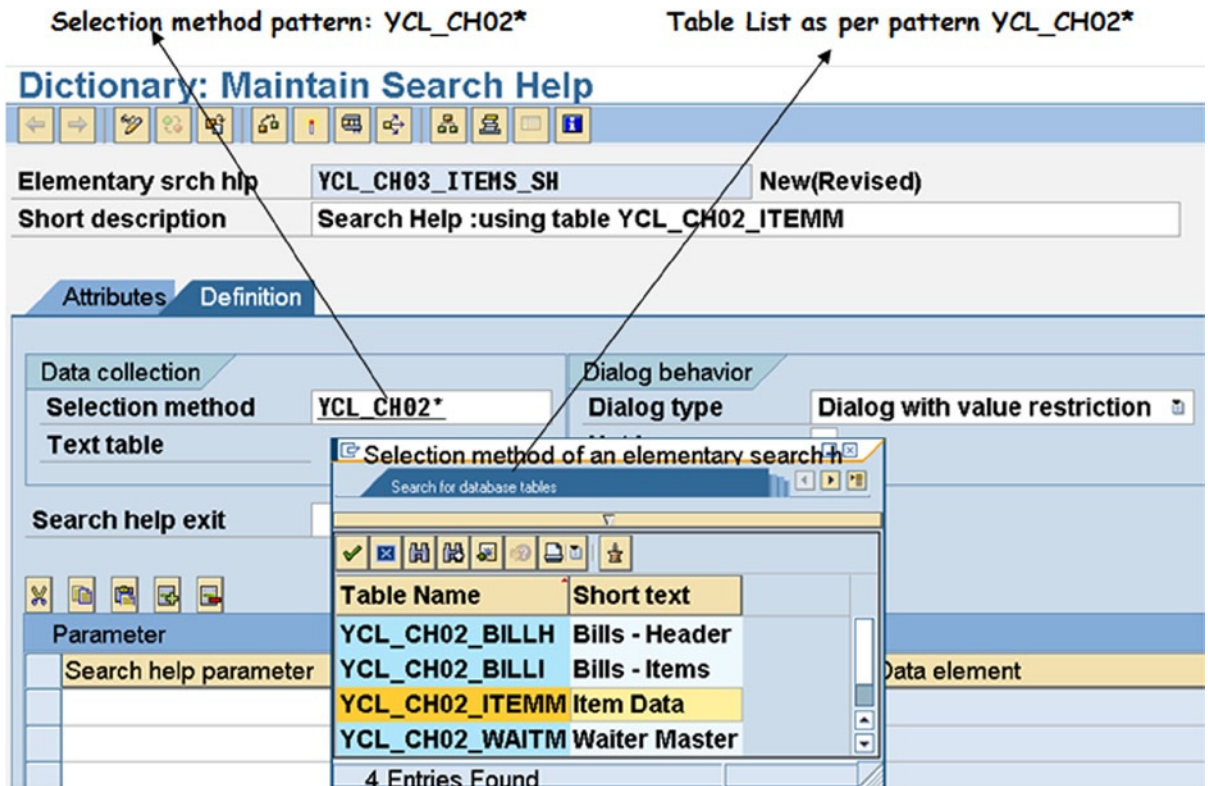 Selection method pattern: YCL_CH02* Table List as per pattern YCL_CH02*
Dictionary: Maintain Search Help
Elementary srch hlp YCL_CH03_ITEMS_SH New(Revised)
Short description Search Help :using table YCL_CH02_ITEMM
Attributes Definition
Data collection Dialog behavior
Selection method YCL_CH02* Dialog type Dialog with value restriction
Text table
Selection method of an elementary search h
Search for database tables
Search help exit
Table Name Short text
YCL_CH02_BILLH Bills - Header
Parameter
YCL_CH02_BILLI Bills - Items
Search help parameter Data element
YCL_CH02_ITEMM Item Data
YCL_CH02_WAITM Waiter Master
4 Entries Found